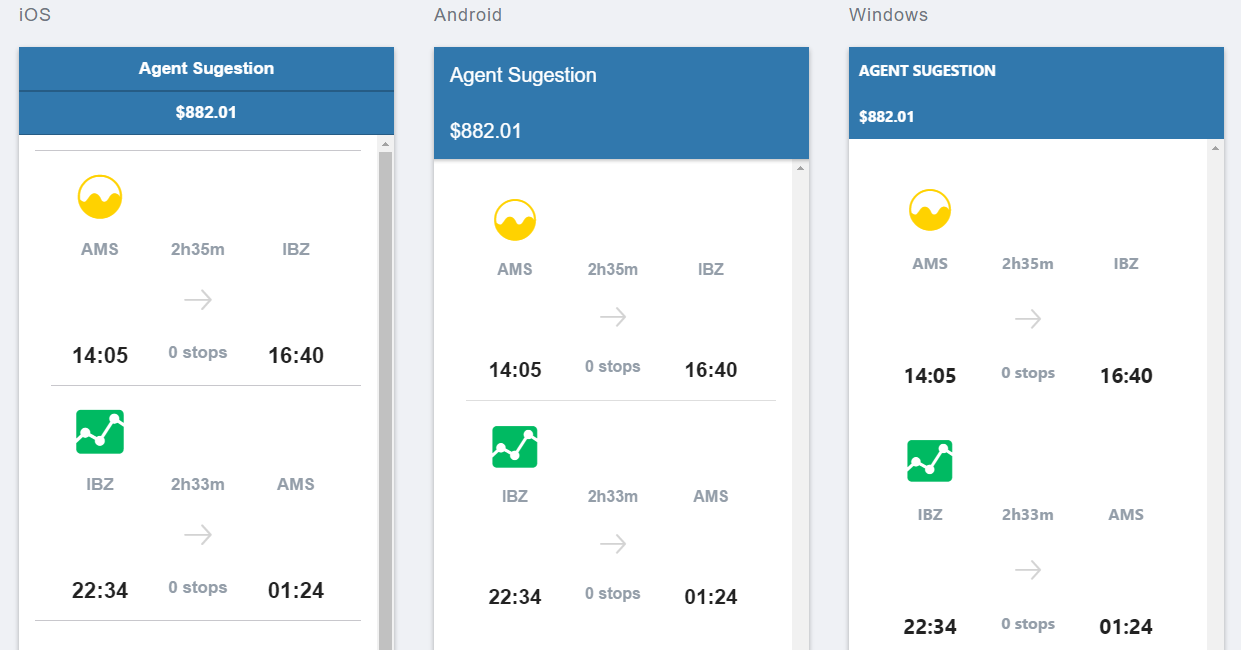 iOS
Agent Sugestion
$882.01
AMS 2h35m IBZ
14:05 0 stops 16:40
IBZ 2h33m AMS
22:34 0 stops 01:24
Android
Agent Sugestion
$882.01
AMS 2h35m IBZ
14:05 0 stops 16:40
IBZ 2h33m AMS
22:34 0 stops 01:24
Windows
AGENT SUGESTION
$882.01
AMS 2h35m IBZ
14:05 0 stops 16:40
IBZ 2h33m AMS
22:34 0 stops 01:24